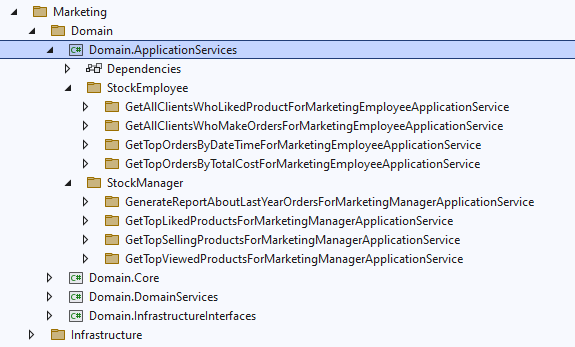 Marketing
Domain
C# Domain.ApplicationServices
Dependencies
StockEmployee
GetAllClientsWhoLikedProductForMarketingEmployeeApplicationService
GetAllClientsWhoMakeOrdersForMarketingEmployeeApplicationService
GetTopOrdersByDateTimeForMarketingEmployeeApplicationService
GetTopOrdersByTotalCostForMarketingEmployeeApplicationService
StockManager
GenerateReportAboutLastYearOrdersForMarketingManagerApplicationService
GetTopLikedProductsForMarketingManagerApplicationService
GetTopSellingProductsForMarketingManagerApplicationService
GetTopViewedProductsForMarketingManagerApplicationService
C# Domain.Core
C# Domain.DomainServices
C# Domain.InfrastructureInterfaces
Infrastructure